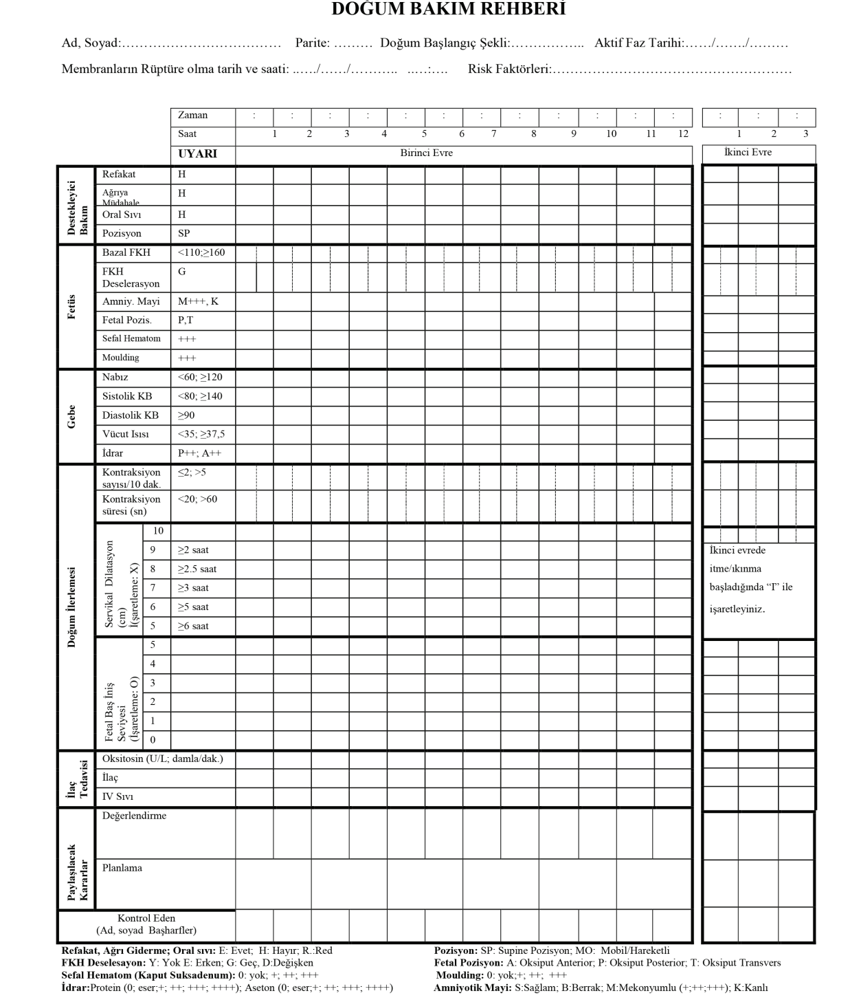 DOĞUM BAKIM REHBERİ
Ad, Soyad:……………………………… Parite: ……… Doğum Başlangıç Şekli:…………….. Aktif Faz Tarihi:……/……./………
Membranların Rüptüre olma tarih ve saati: ..…./……/……….. ..…:…. Risk Faktörleri:………………………………………………
Zaman : : : : : : : : : : : : : : :
Saat 1 2 3 4 5 6 7 8 9 10 11 12 1 2 3
UYARI Birinci Evre İkinci Evre
Destekleyici Bakım
Refakat H
Ağrıya Müdahale H
Oral Sıvı H
Pozisyon SP
Fetüs
Bazal FKH <110;≥160
FKH Deselerasyon G
Amniy. Mayi M+++, K
Fetal Pozis. P,T
Sefal Hematom +++
Moulding +++
Gebe
Nabız <60; ≥120
Sistolik KB <80; ≥140
Diastolik KB ≥90
Vücut Isısı <35; ≥37,5
İdrar P++; A++
Doğum İlerlemesi
Kontraksiyon sayısı/10 dak. ≤2; >5
Kontraksiyon süresi (sn) <20; >60
Servikal Dilatasyon (cm) İ(şaretleme: X)
10
9 ≥2 saat
8 ≥2.5 saat
7 ≥3 saat
6 ≥5 saat
5 ≥6 saat
İkinci evrede
itme/ıkınma
başladığında “I” ile
işaretleyiniz.
Fetal Baş İniş Seviyesi (İşaretleme: O)
5
4
3
2
1
0
İlaç Tedavisi
Oksitosin (U/L; damla/dak.)
İlaç
IV Sıvı
Paylaşılacak Kararlar
Değerlendirme
Planlama
Kontrol Eden
(Ad, soyad Başharfler)
Refakat, Ağrı Giderme; Oral sıvı: E: Evet; H: Hayır; R.:Red Pozisyon: SP: Supine Pozisyon; MO: Mobil/Hareketli
FKH Deselesayon: Y: Yok E: Erken; G: Geç, D:Değişken Fetal Pozisyon: A: Oksiput Anterior; P: Oksiput Posterior; T: Oksiput Transvers
Sefal Hematom (Kaput Suksadenum): 0: yok; +; ++; +++ Moulding: 0: yok;+; ++; +++
İdrar:Protein (0; eser;+; ++; +++; ++++); Aseton (0; eser;+; ++; +++; ++++) Amniyotik Mayi: S:Sağlam; B:Berrak; M:Mekonyumlu (+;++;+++); K:Kanlı